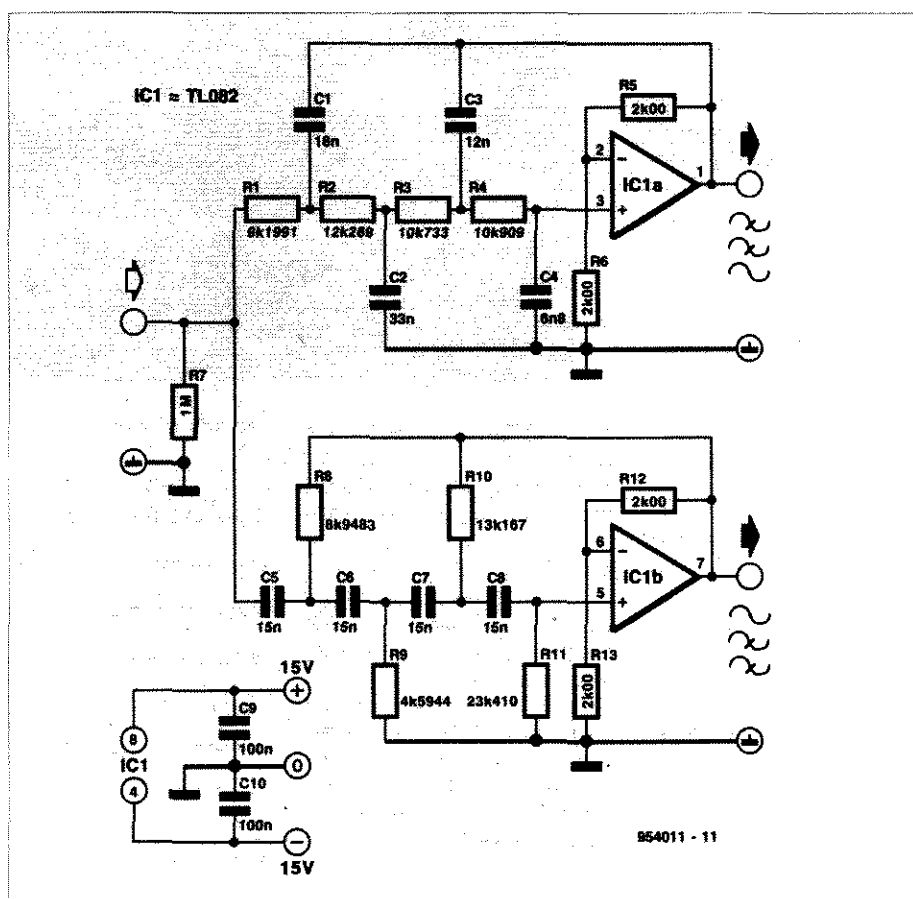 IC1 = TL082
C1
18n
C3
12n
R5
2k00
2
3
1
IC1a
R1
R2
12k268
R3
10k733
R4
10k909
C2
33n
C4
6n8
R6
2k00
R7
1M
R8
8k9483
R10
13k167
R12
2k00
6
5
7
IC1b
C5
15n
C6
15n
C7
15n
C8
15n
R9
4k5944
R11
23k410
R13
2k00
15V
8
IC1
4
C9
100n
0
C10
100n
15V
954011 - 11